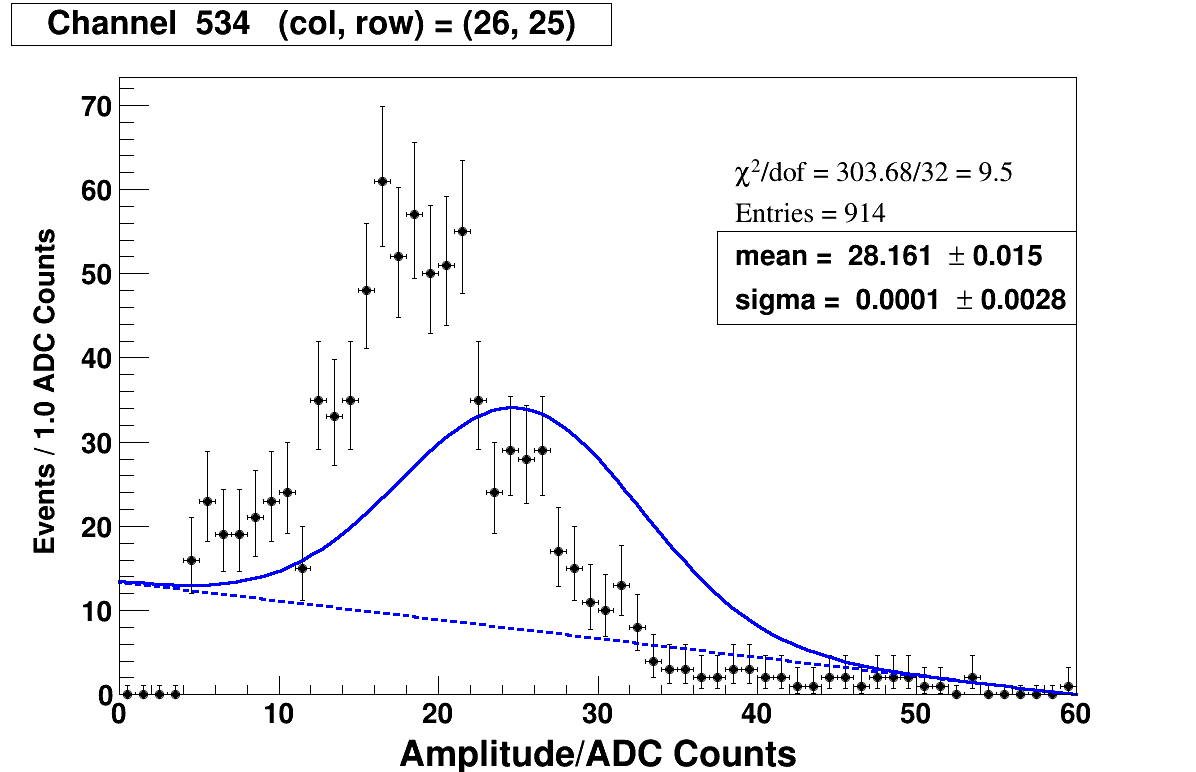 Channel 534 (col, row) = (26, 25)
χ²/dof = 303.68/32 = 9.5
Entries = 914
mean = 28.161 ± 0.015
sigma = 0.0001 ± 0.0028
Events / 1.0 ADC Counts
70
60
50
40
30
20
10
0
0 10 20 30 40 50 60
Amplitude/ADC Counts